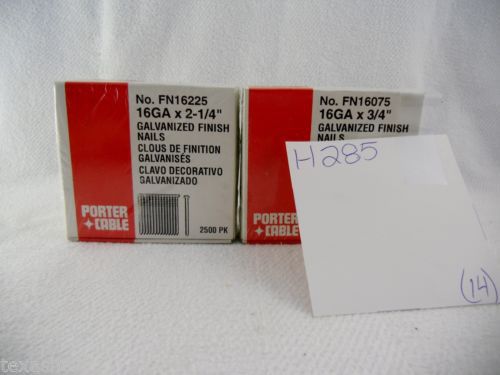 No. FN16225
16GA x 2-1/4"
GALVANIZED FINISH
NAILS
CLOUS DE FINITION
GALVANISÉS
CLAVO DECORATIVO
GALVANIZADO
PORTER
+CABLE
2500 PK
No. FN16075
16GA x 3/4"
GALVANIZED FINISH
NAILS
PORTER
+CABLE
H285
(14)